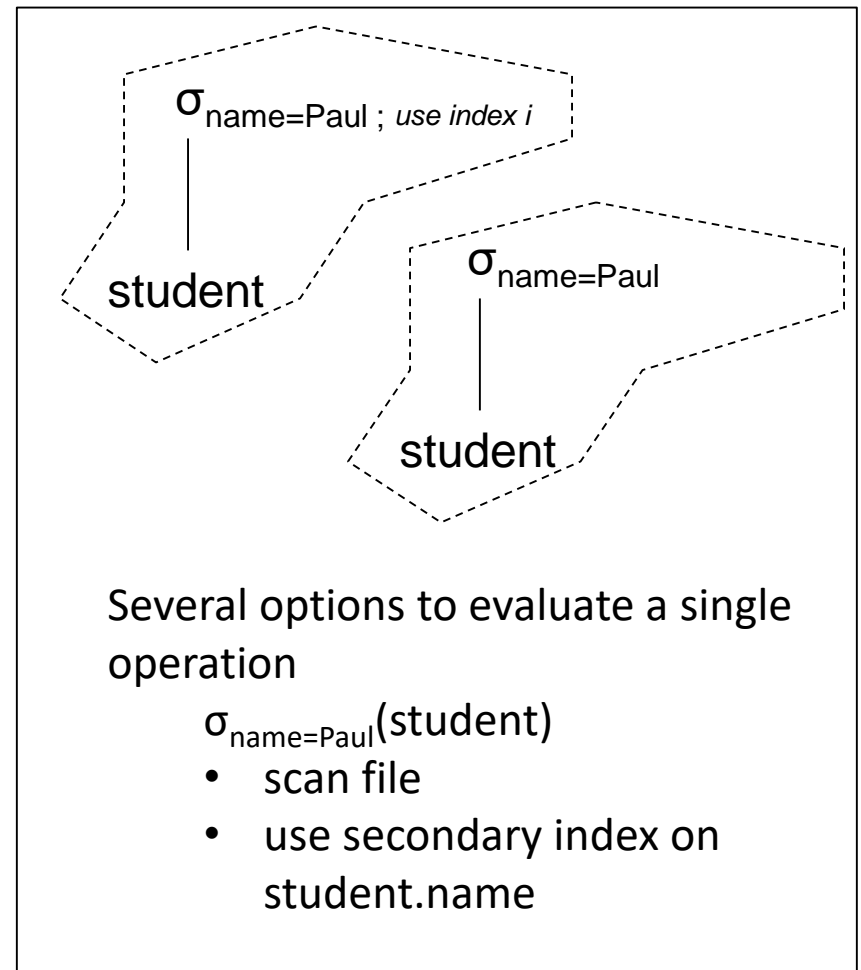 σname=Paul ; use index i
student
σname=Paul
student
Several options to evaluate a single
operation
σname=Paul(student)
• scan file
• use secondary index on
student.name